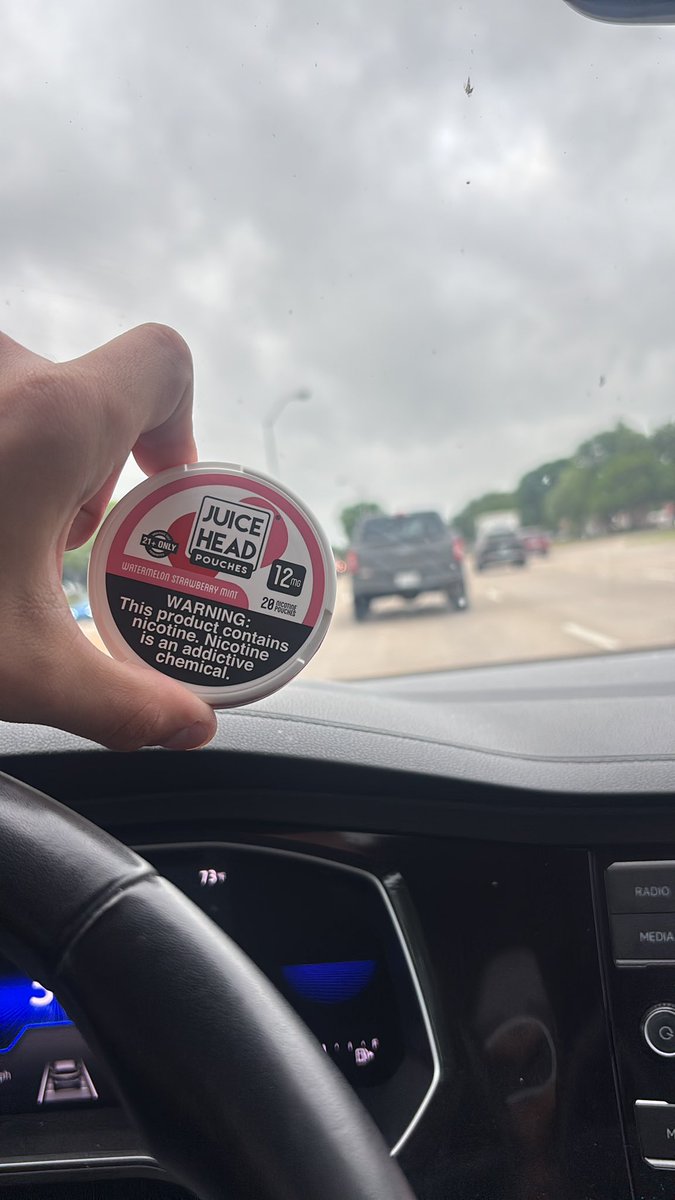 JUICE
HEAD
POUCHES
21+ ONLY
WATERMELON STRAWBERRY MINT
12MG
20 NICOTINE
POUCHES
WARNING:
This product contains
nicotine. Nicotine
is an addictive
chemical.
73°F
RADIO
MEDIA